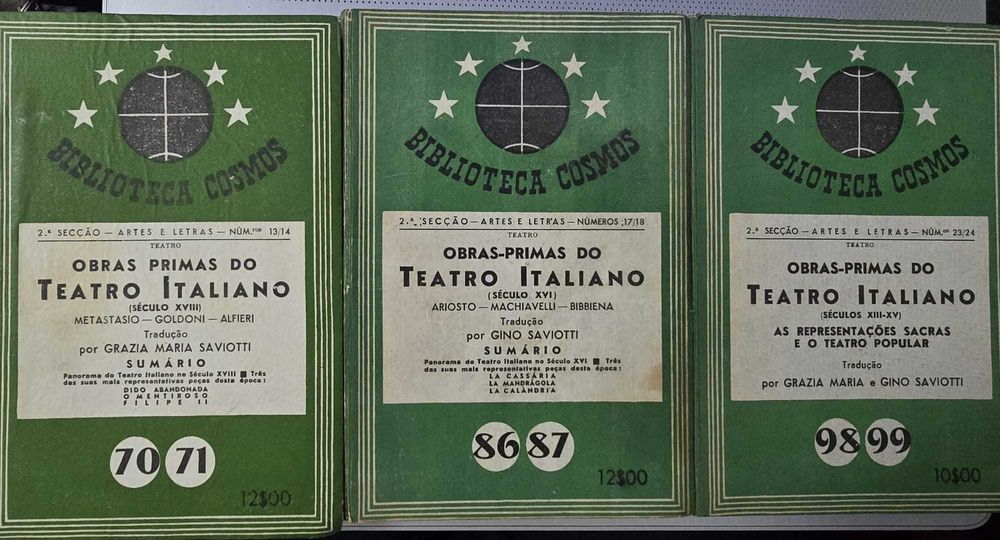 BIBLIOTECA COSMOS
2.ª SECÇÃO — ARTES E LETRAS — NÚM.ros 13/14
TEATRO
OBRAS PRIMAS DO
TEATRO ITALIANO
(SÉCULO XVIII)
METASTASIO — GOLDONI — ALFIERI
Tradução
por GRAZIA MARIA SAVIOTTI
SUMÁRIO
Panorama do Teatro Italiano no Século XVIII ■ Três
das suas mais representativas peças desta época:
DIDO ABANDONADA
O MENTIROSO
FILIPE II
70 71
12$00
BIBLIOTECA COSMOS
2.ª SECÇÃO — ARTES E LETRAS — NÚMEROS 17/18
TEATRO
OBRAS-PRIMAS DO
TEATRO ITALIANO
(SÉCULO XVI)
ARIOSTO — MACHIAVELLI — BIBBIENA
Tradução
por GINO SAVIOTTI
SUMÁRIO
Panorama do Teatro Italiano no Século XVI ■ Três
das suas mais representativas peças desta época:
LA CASSÀRIA
LA MANDRÀGOLA
LA CALÀNDRIA
86 87
12$00
BIBLIOTECA COSMOS
2.ª SECÇÃO — ARTES E LETRAS — NÚM.os 23/24
TEATRO
OBRAS-PRIMAS DO
TEATRO ITALIANO
(SÉCULOS XIII-XV)
AS REPRESENTAÇÕES SACRAS
E O TEATRO POPULAR
Tradução
por GRAZIA MARIA e GINO SAVIOTTI
98 99
10$00